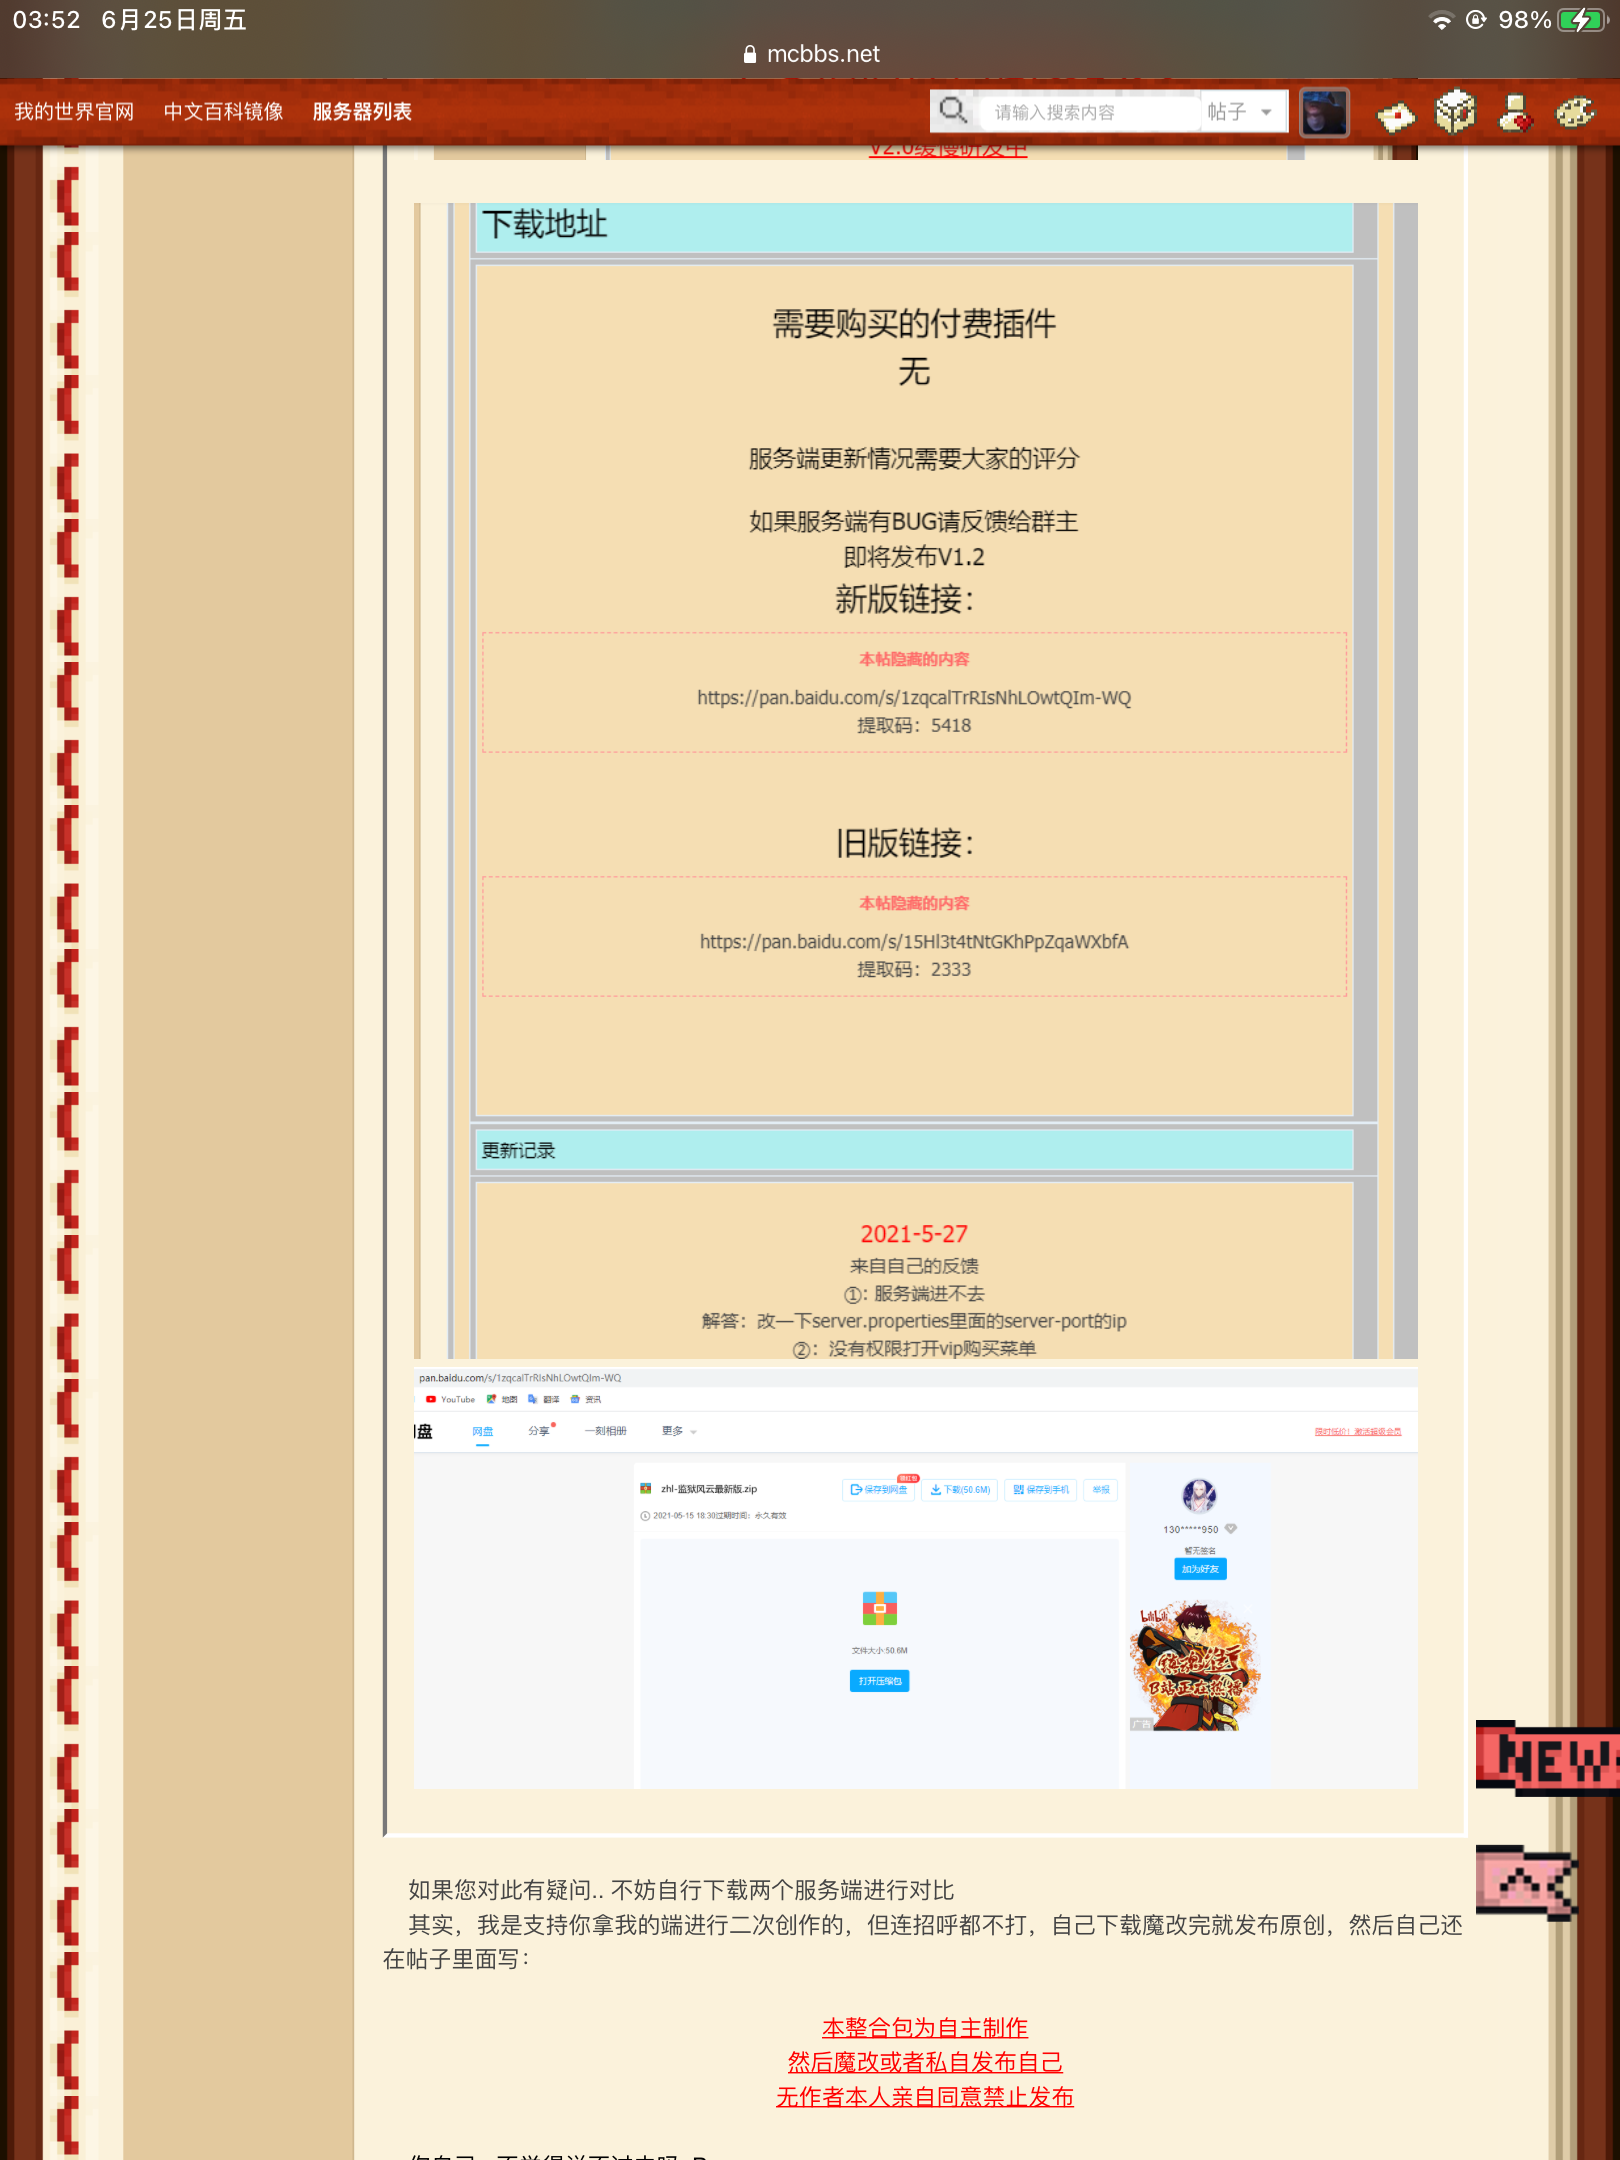 03:52 6月25日周五
98%
mcbbs.net
我的世界官网 中文百科镜像 服务器列表
请输入搜索内容 帖子
V2.0缓慢研发中
下载地址
需要购买的付费插件
无
服务端更新情况需要大家的评分
如果服务端有BUG请反馈给群主
即将发布V1.2
新版链接：
本帖隐藏的内容
https://pan.baidu.com/s/1zqcalTrRIsNhLOwtQIm-WQ
提取码：5418
旧版链接：
本帖隐藏的内容
https://pan.baidu.com/s/15Hl3t4tNtGKhPpZqaWXbfA
提取码：2333
更新记录
2021-5-27
来自自己的反馈
①：服务端进不去
解答：改一下server.properties里面的server-port的ip
②：没有权限打开vip购买菜单
pan.baidu.com/s/1zqcalTrRIsNhLOwtQIm-WQ
YouTube 地图 翻译 资讯
盘 网盘 分享 一刻相册 更多
限时低价！激活超级会员
zhl-监狱风云最新版.zip
保存到网盘 下载(50.6M) 保存到手机 举报
2021-05-15 18:30过期时间：永久有效
130*****950
暂无签名
加为好友
文件大小:50.6M
打开压缩包
bilibili
镇魂街
B站正在热播
广告
NEW
如果您对此有疑问.. 不妨自行下载两个服务端进行对比
其实，我是支持你拿我的端进行二次创作的，但连招呼都不打，自己下载魔改完就发布原创，然后自己还
在帖子里面写：
本整合包为自主制作
然后魔改或者私自发布自己
无作者本人亲自同意禁止发布